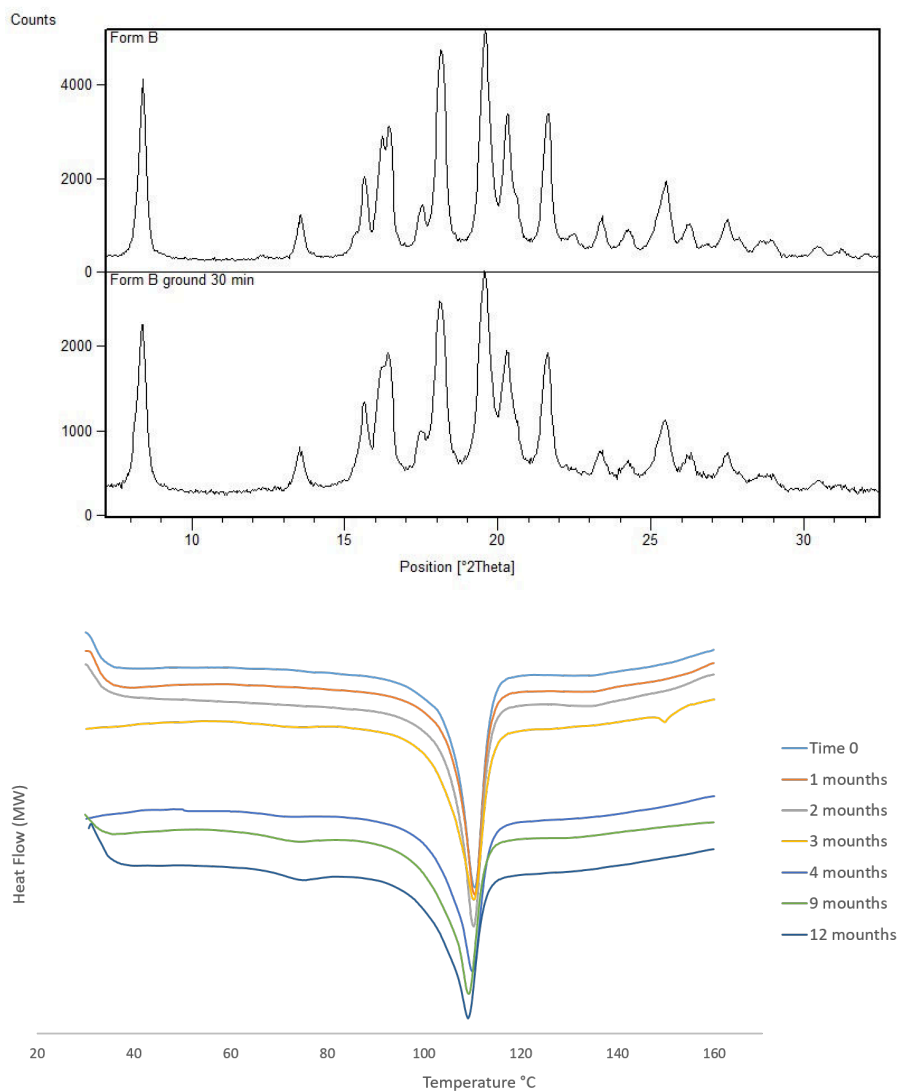 Counts
Form B
4000
2000
0
Form B ground 30 min
2000
1000
0
10 15 20 25 30
Position [°2Theta]
Time 0
1 mounths
2 mounths
3 mounths
4 mounths
9 mounths
12 mounths
Heat Flow (MW)
20 40 60 80 100 120 140 160
Temperature °C